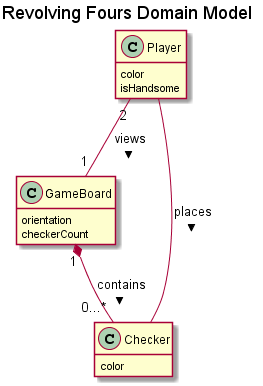 Revolving Fours Domain Model
C Player
color
isHandsome
2
views
▼
1
C GameBoard
orientation
checkerCount
places
▼
1
contains
▼
0...*
C Checker
color